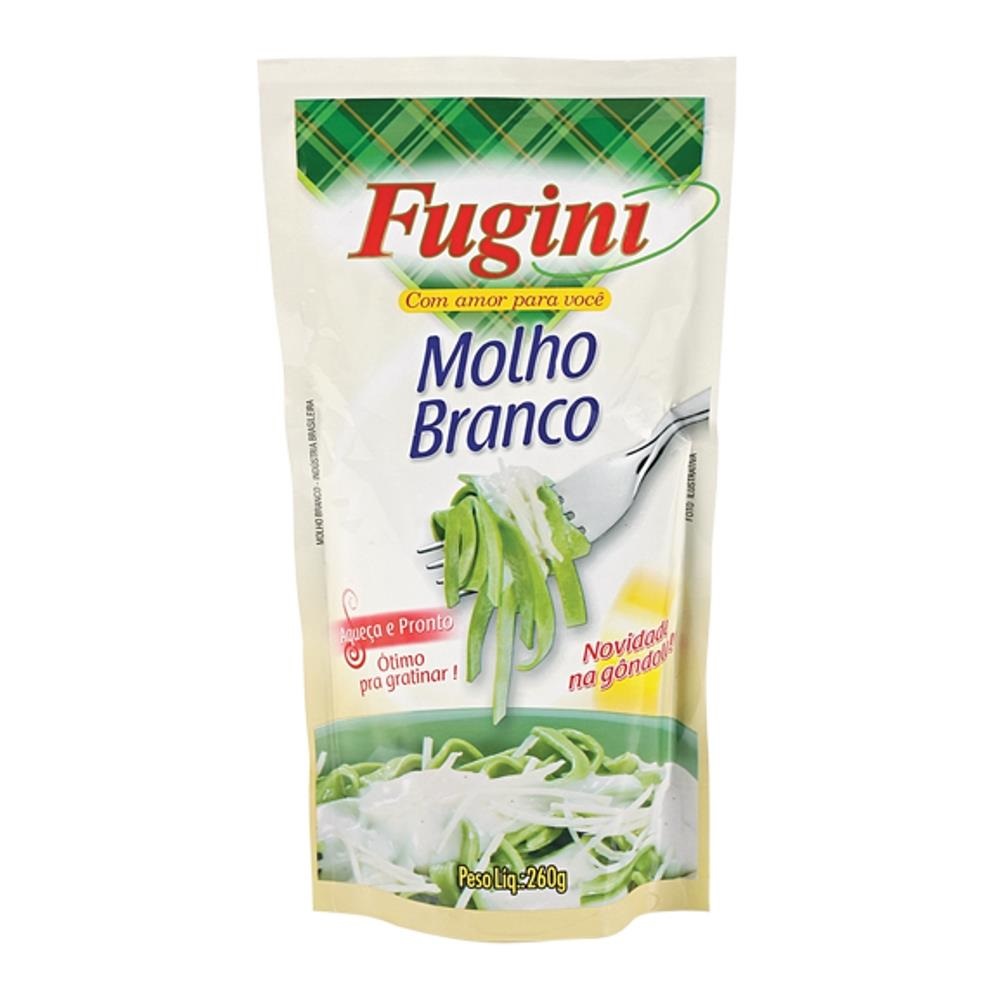 Fugini
Com amor para você
Molho
Branco
MOLHO BRANCO - INDÚSTRIA BRASILEIRA
FOTO ILUSTRATIVA
Aqueça e Pronto
Ótimo
pra gratinar !
Novidade
na gôndola!
Peso Líq.: 260g